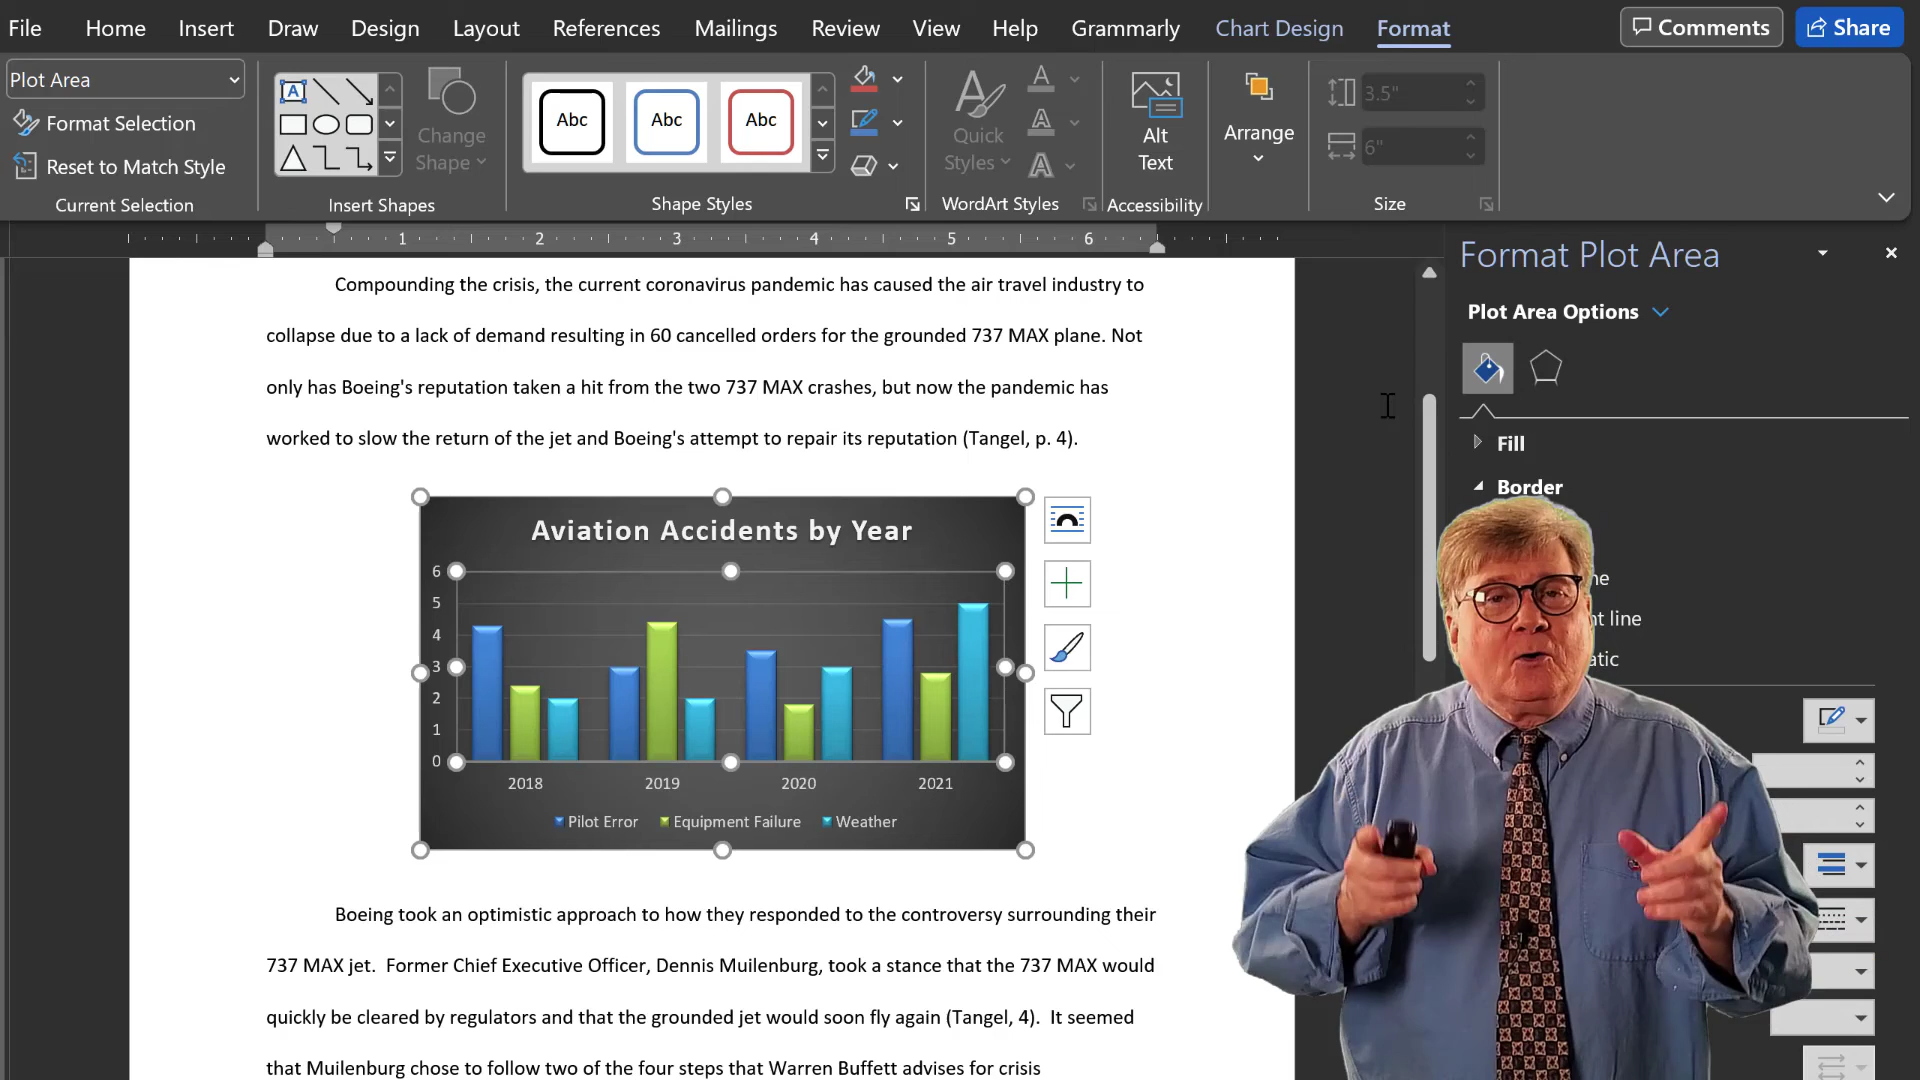 File Home Insert Draw Design Layout References Mailings Review View Help Grammarly Chart Design Format Comments Share
Plot Area
Format Selection
Reset to Match Style
Current Selection
A
Change
Shape
Insert Shapes
Abc Abc Abc
Shape Styles
Quick
Styles
WordArt Styles
Alt
Text
Accessibility
Arrange
3.5"
6"
Size
1 2 3 4 5 6
Compounding the crisis, the current coronavirus pandemic has caused the air travel industry to
collapse due to a lack of demand resulting in 60 cancelled orders for the grounded 737 MAX plane. Not
only has Boeing's reputation taken a hit from the two 737 MAX crashes, but now the pandemic has
worked to slow the return of the jet and Boeing's attempt to repair its reputation (Tangel, p. 4).
Aviation Accidents by Year
6
5
4
3
2
1
0
2018 2019 2020 2021
Pilot Error Equipment Failure Weather
Boeing took an optimistic approach to how they responded to the controversy surrounding their
737 MAX jet. Former Chief Executive Officer, Dennis Muilenburg, took a stance that the 737 MAX would
quickly be cleared by regulators and that the grounded jet would soon fly again (Tangel, 4). It seemed
that Muilenburg chose to follow two of the four steps that Warren Buffett advises for crisis
Format Plot Area
Plot Area Options
Fill
Border
line